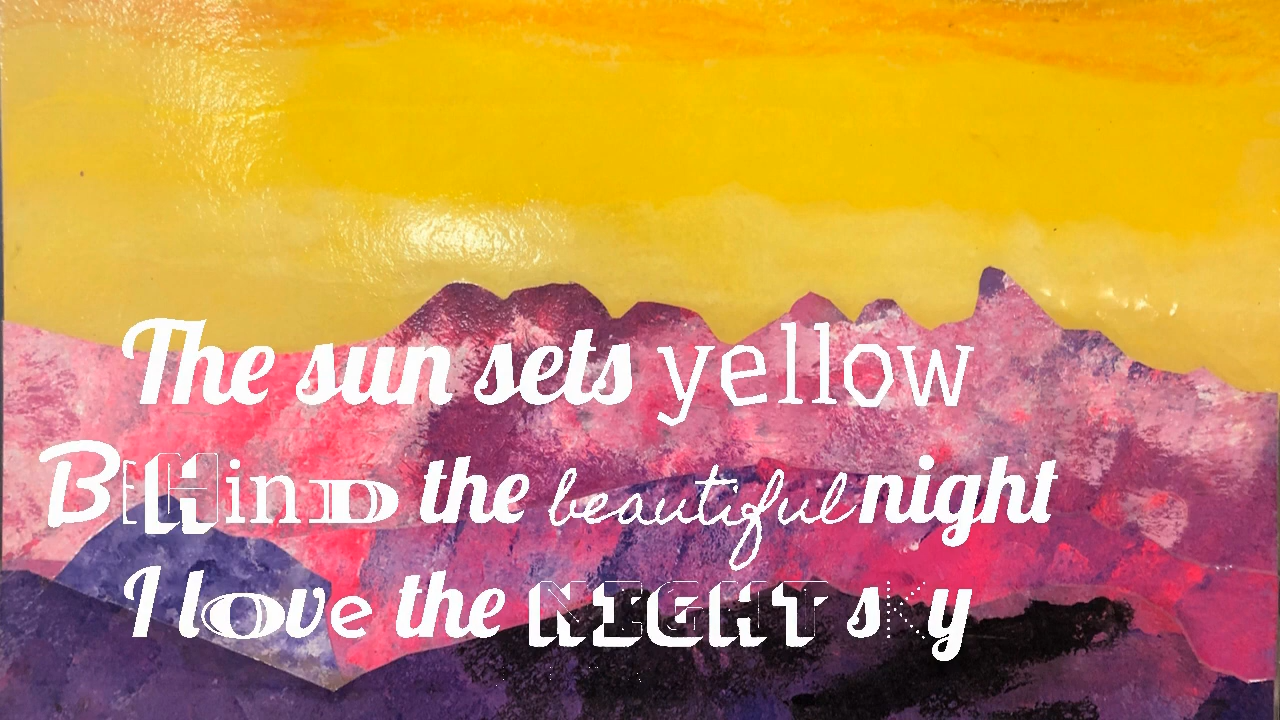 The sun sets yellow
BEHinD the beautiful night
I love the NIGHT sKy